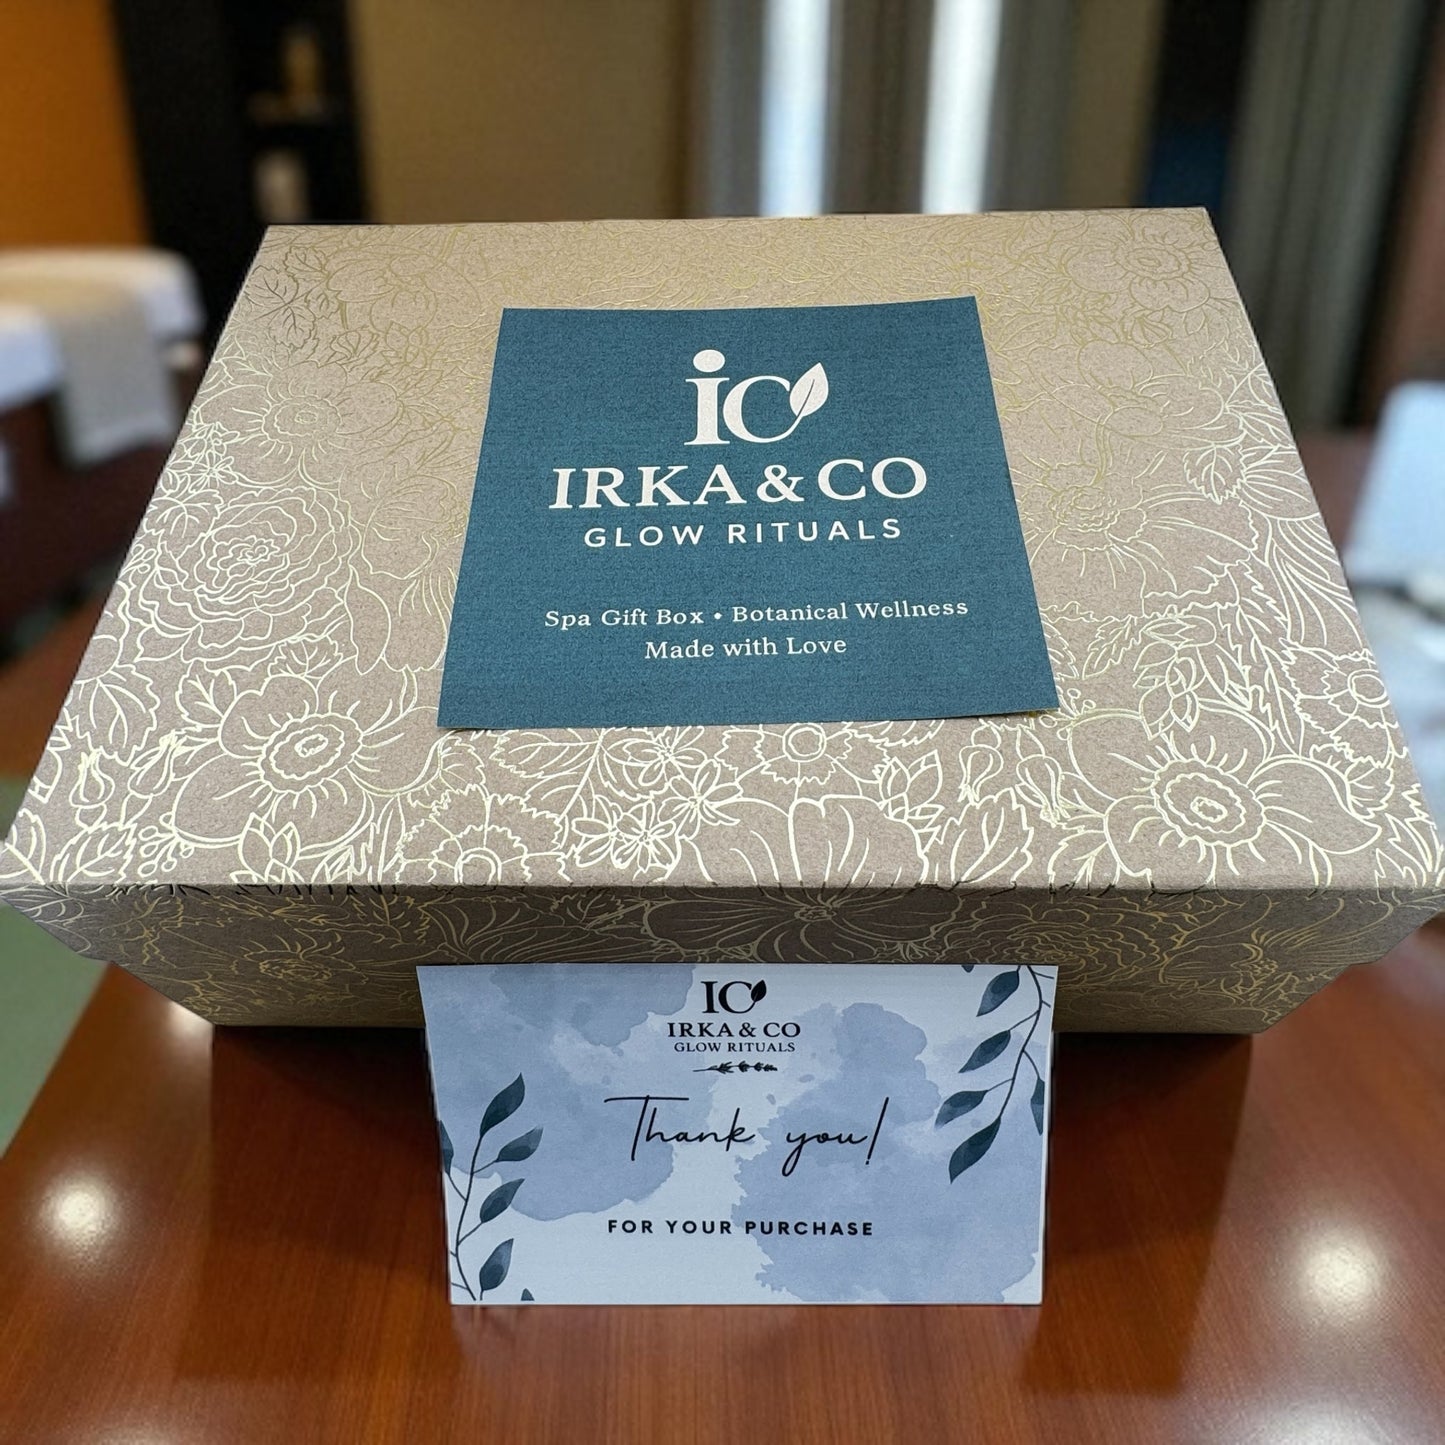 ic
IRKA & CO
GLOW RITUALS
Spa Gift Box • Botanical Wellness
Made with Love
IC
IRKA & CO
GLOW RITUALS
Thank you!
FOR YOUR PURCHASE